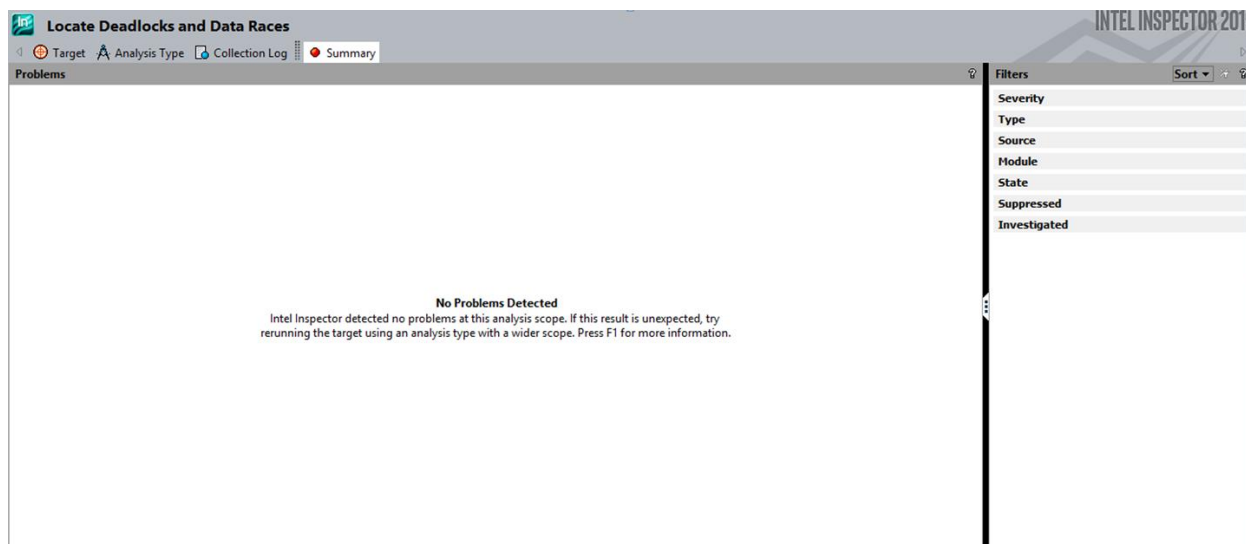 Locate Deadlocks and Data Races
INTEL INSPECTOR 201
Target Analysis Type Collection Log Summary
Problems
Filters
Sort
Severity
Type
Source
Module
State
Suppressed
Investigated
No Problems Detected
Intel Inspector detected no problems at this analysis scope. If this result is unexpected, try
rerunning the target using an analysis type with a wider scope. Press F1 for more information.